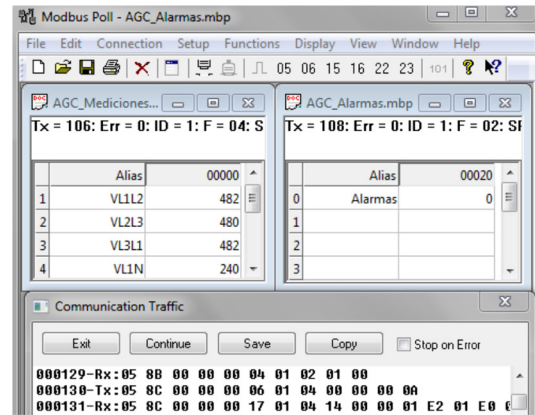 Modbus Poll - AGC_Alarmas.mbp
File Edit Connection Setup Functions Display View Window Help
05 06 15 16 22 23 101
AGC_Mediciones...
Tx = 106: Err = 0: ID = 1: F = 04: S
Alias 00000
1 VL1L2 482
2 VL2L3 480
3 VL3L1 482
4 VL1N 240
AGC_Alarmas.mbp
Tx = 108: Err = 0: ID = 1: F = 02: SF
Alias 00020
0 Alarmas 0
1
2
3
Communication Traffic
Exit Continue Save Copy Stop on Error
000129-Rx:05 8B 00 00 00 04 01 02 01 00
000130-Tx:05 8C 00 00 00 06 01 04 00 00 00 0A
000131-Rx:05 8C 00 00 00 17 01 04 14 00 00 01 E2 01 E0